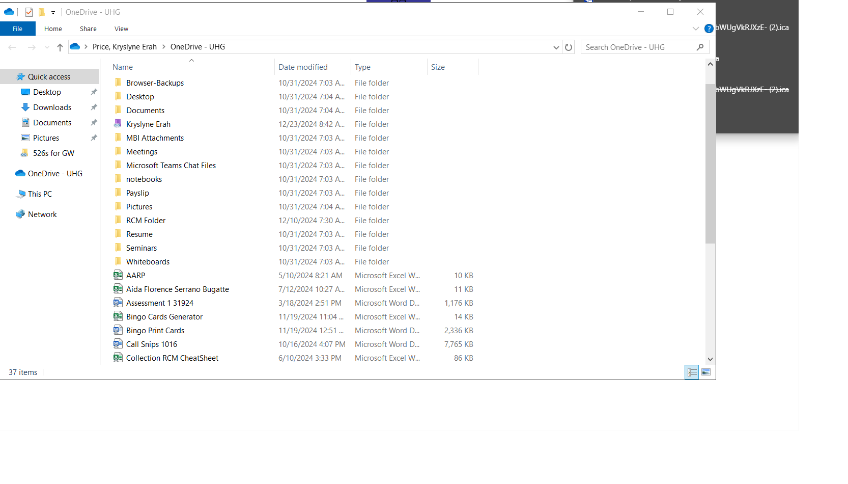 OneDrive - UHG
File Home Share View
Price, Kryslyne Erah > OneDrive - UHG
Search OneDrive - UHG
Name Date modified Type Size
Quick access
Desktop
Downloads
Documents
Pictures
526s for GW
OneDrive - UHG
This PC
Network
Browser-Backups 10/31/2024 7:03 A... File folder
Desktop 10/31/2024 7:04 A... File folder
Documents 10/31/2024 7:03 A... File folder
Kryslyne Erah 12/23/2024 8:42 A... File folder
MBI Attachments 10/31/2024 7:03 A... File folder
Meetings 10/31/2024 7:03 A... File folder
Microsoft Teams Chat Files 10/31/2024 7:03 A... File folder
notebooks 10/31/2024 7:03 A... File folder
Payslip 10/31/2024 7:03 A... File folder
Pictures 10/31/2024 7:04 A... File folder
RCM Folder 12/10/2024 7:30 A... File folder
Resume 10/31/2024 7:03 A... File folder
Seminars 10/31/2024 7:03 A... File folder
Whiteboards 10/31/2024 7:03 A... File folder
AARP 5/10/2024 8:21 AM Microsoft Excel W... 10 KB
Aida Florence Serrano Bugatte 7/12/2024 10:27 A... Microsoft Excel W... 11 KB
Assessment 1 31924 3/18/2024 2:51 PM Microsoft Word D... 1,176 KB
Bingo Cards Generator 11/19/2024 11:04 ... Microsoft Excel W... 14 KB
Bingo Print Cards 11/19/2024 12:51 ... Microsoft Word D... 2,336 KB
Call Snips 1016 10/16/2024 4:07 PM Microsoft Word D... 7,765 KB
Collection RCM CheatSheet 6/10/2024 3:33 PM Microsoft Excel W... 86 KB
37 items